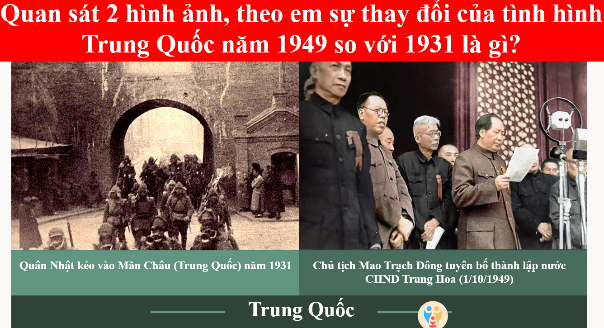 Quan sát 2 hình ảnh, theo em sự thay đổi của tình hình
Trung Quốc năm 1949 so với 1931 là gì?
Quân Nhật kéo vào Mãn Châu (Trung Quốc) năm 1931
Chủ tịch Mao Trạch Đông tuyên bố thành lập nước
CHND Trung Hoa (1/10/1949)
Trung Quốc